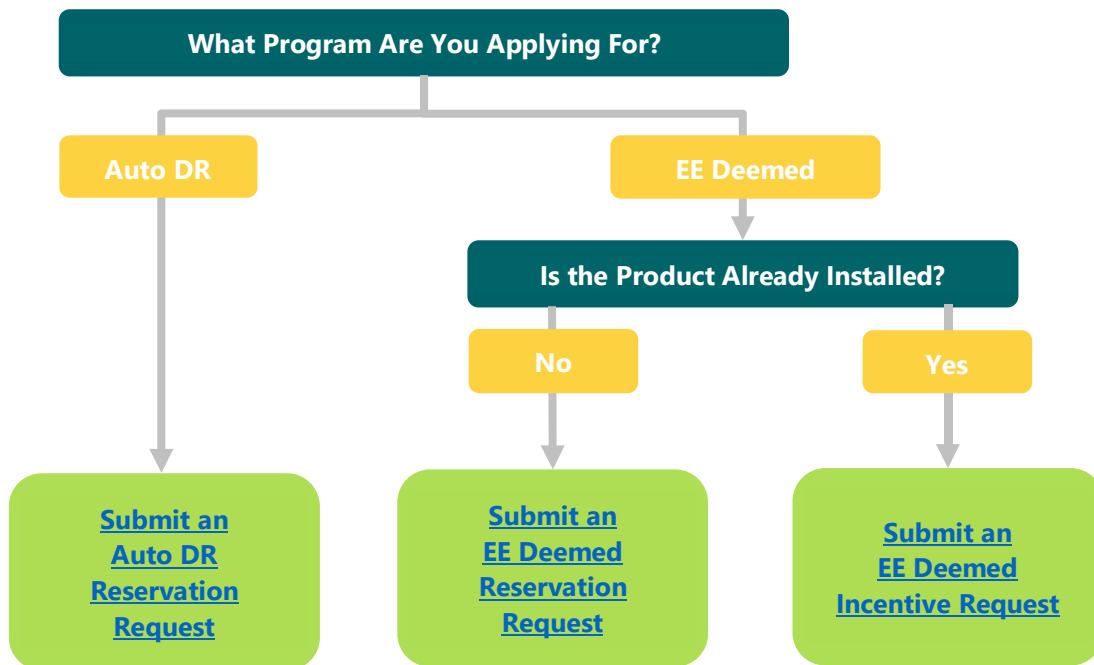 What Program Are You Applying For?
Auto DR
EE Deemed
Is the Product Already Installed?
No
Yes
Submit an
Auto DR
Reservation
Request
Submit an
EE Deemed
Reservation
Request
Submit an
EE Deemed
Incentive Request